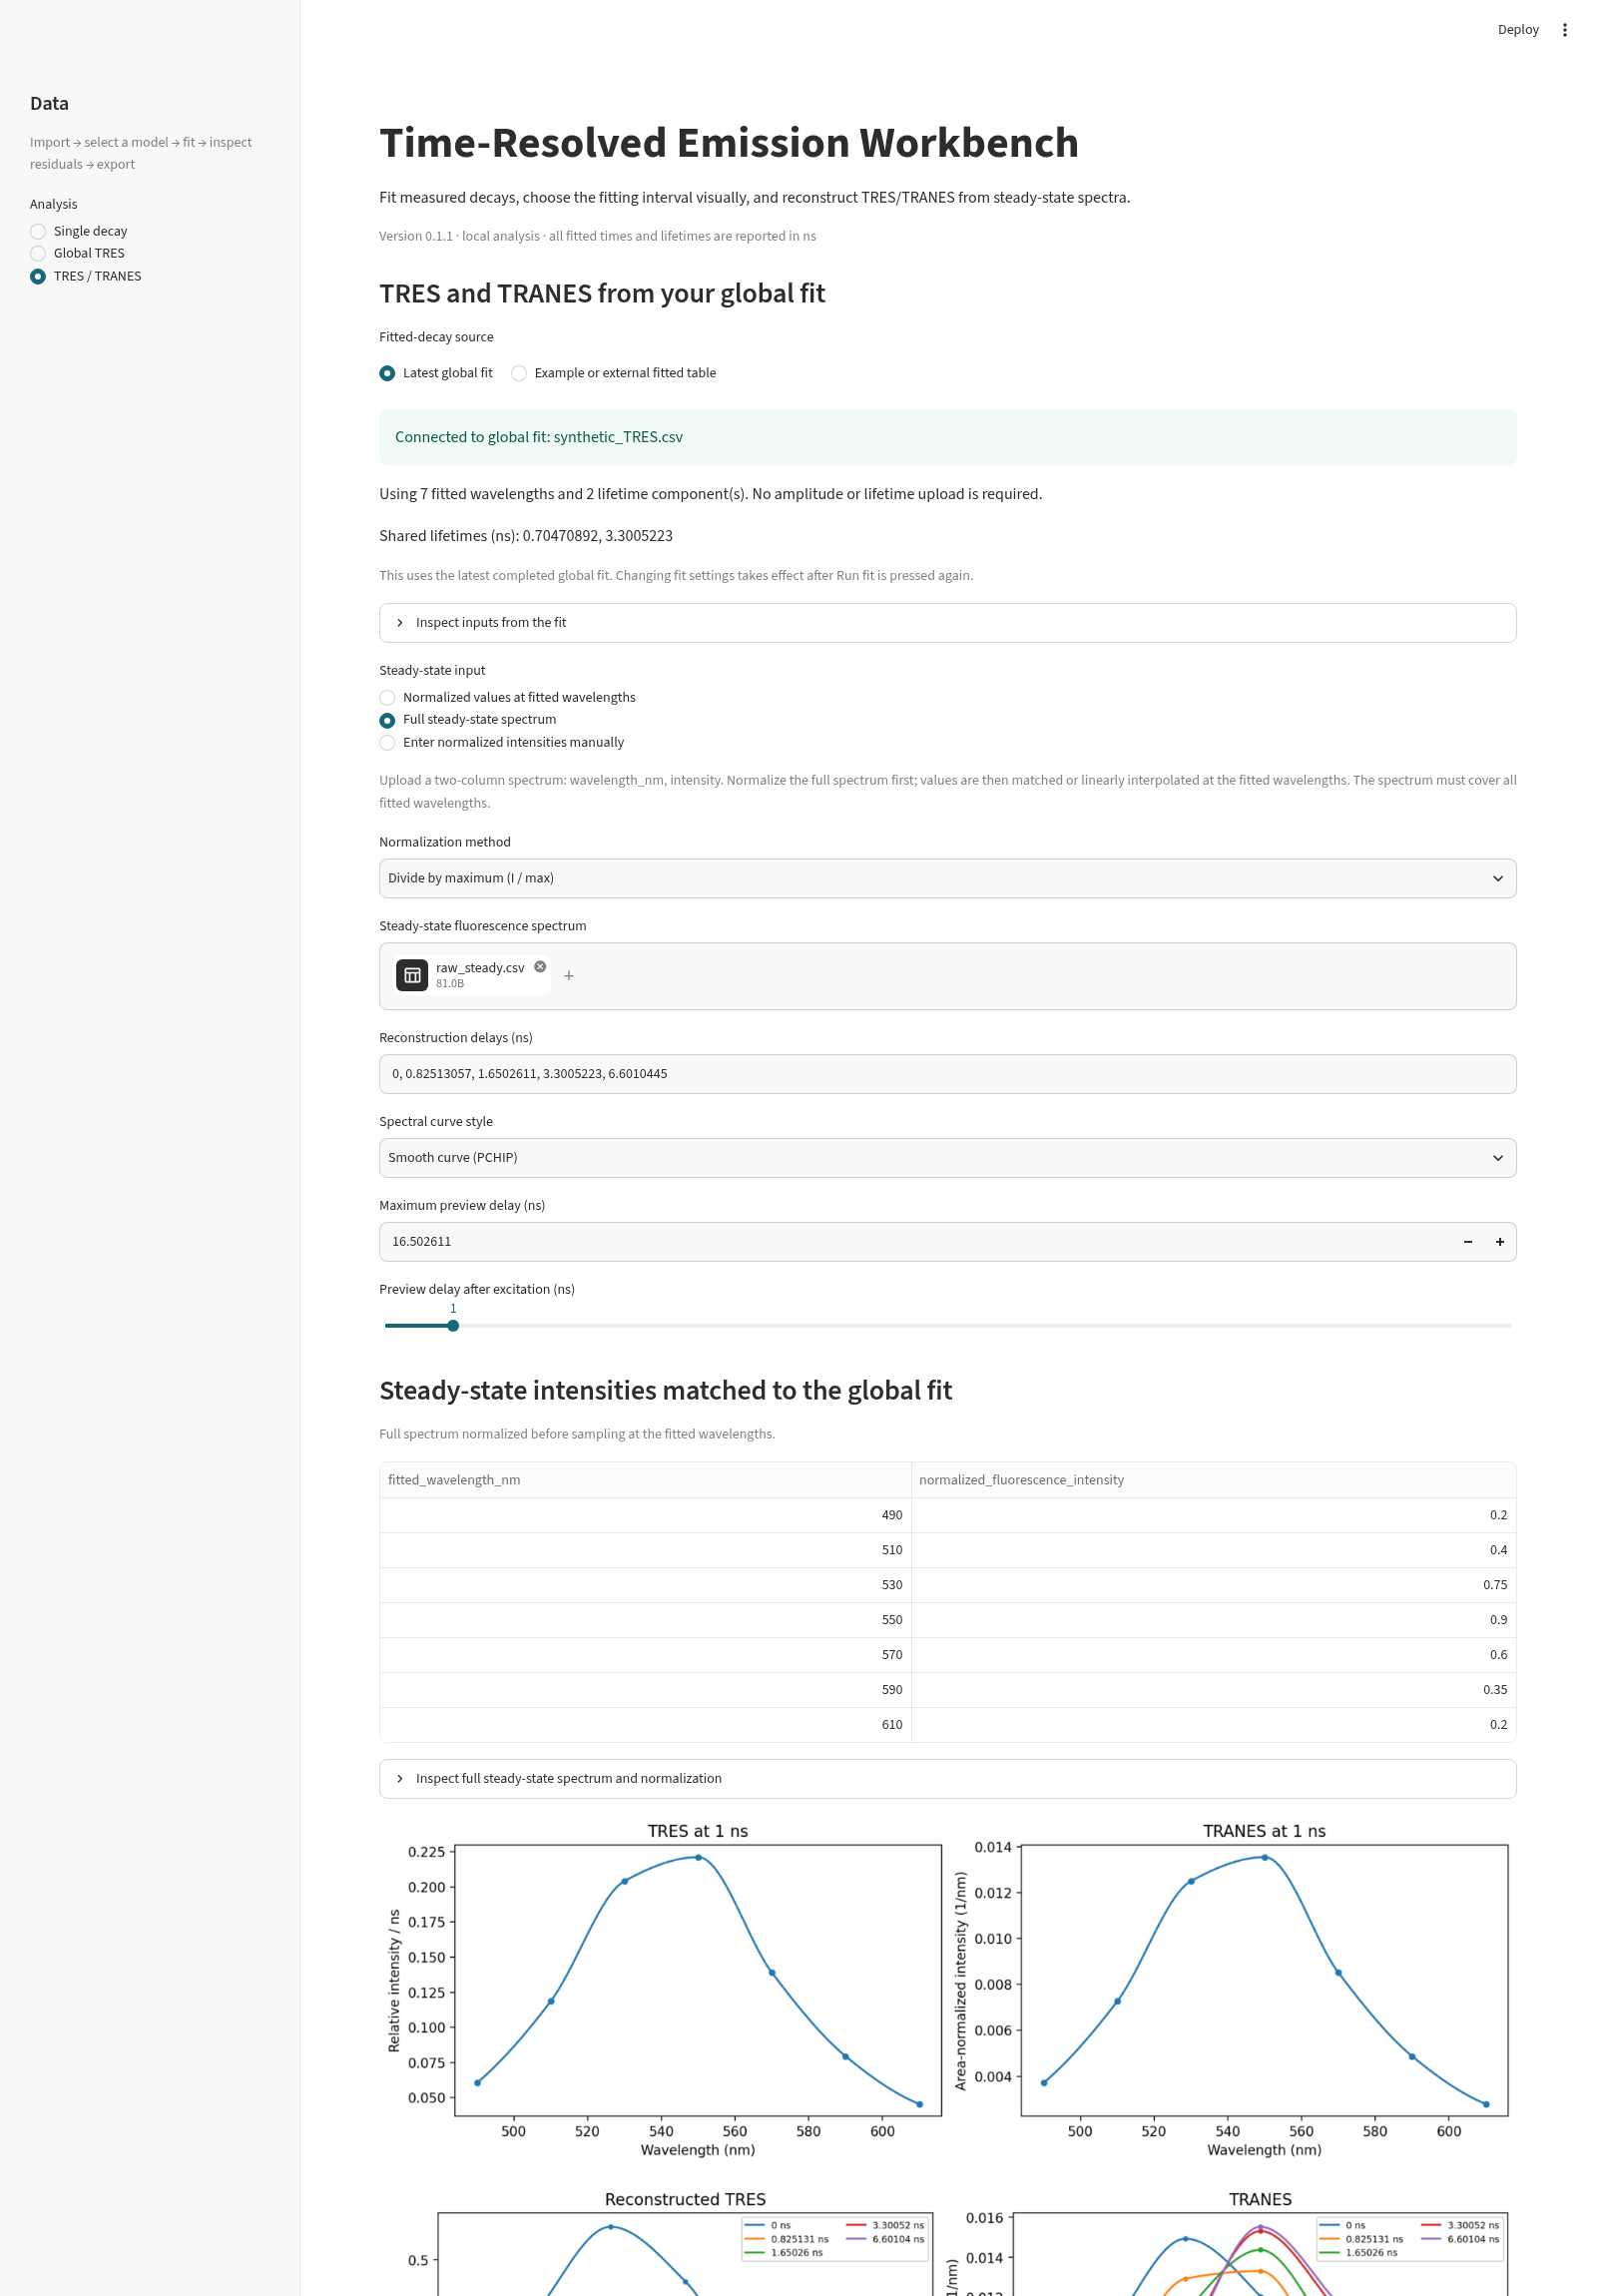 Deploy
Data
Import → select a model → fit → inspect
residuals → export
Analysis
Single decay
Global TRES
TRES / TRANES
Time-Resolved Emission Workbench
Fit measured decays, choose the fitting interval visually, and reconstruct TRES/TRANES from steady-state spectra.
Version 0.1.1 · local analysis · all fitted times and lifetimes are reported in ns
TRES and TRANES from your global fit
Fitted-decay source
Latest global fit
Example or external fitted table
Connected to global fit: synthetic_TRES.csv
Using 7 fitted wavelengths and 2 lifetime component(s). No amplitude or lifetime upload is required.
Shared lifetimes (ns): 0.70470892, 3.3005223
This uses the latest completed global fit. Changing fit settings takes effect after Run fit is pressed again.
Inspect inputs from the fit
Steady-state input
Normalized values at fitted wavelengths
Full steady-state spectrum
Enter normalized intensities manually
Upload a two-column spectrum: wavelength_nm, intensity. Normalize the full spectrum first; values are then matched or linearly interpolated at the fitted wavelengths. The spectrum must cover all
fitted wavelengths.
Normalization method
Divide by maximum (I / max)
Steady-state fluorescence spectrum
raw_steady.csv
81.0B
+
Reconstruction delays (ns)
0, 0.82513057, 1.6502611, 3.3005223, 6.6010445
Spectral curve style
Smooth curve (PCHIP)
Maximum preview delay (ns)
16.502611
− +
Preview delay after excitation (ns)
1
Steady-state intensities matched to the global fit
Full spectrum normalized before sampling at the fitted wavelengths.
fitted_wavelength_nm normalized_fluorescence_intensity
490 0.2
510 0.4
530 0.75
550 0.9
570 0.6
590 0.35
610 0.2
Inspect full steady-state spectrum and normalization
TRES at 1 ns
Relative intensity / ns
0.225
0.200
0.175
0.150
0.125
0.100
0.075
0.050
500 520 540 560 580 600
Wavelength (nm)
TRANES at 1 ns
Area-normalized intensity (1/nm)
0.014
0.012
0.010
0.008
0.006
0.004
500 520 540 560 580 600
Wavelength (nm)
Reconstructed TRES
0.5
0 ns 3.30052 ns
0.825131 ns 6.60104 ns
1.65026 ns
TRANES
0.016
0.014
0 ns 3.30052 ns
0.825131 ns 6.60104 ns
1.65026 ns